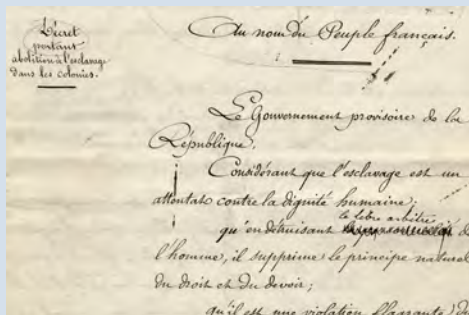 Décret
portant
abolition de l'esclavage
dans les colonies.
Au nom du Peuple français.
Le Gouvernement provisoire de la
République,
Considérant que l'esclavage est un
attentat contre la dignité humaine;
le libre arbitre
qu'en détruisant de
l'homme, il supprime le principe naturel
du droit et du devoir;
qu'il est une violation flagrante d